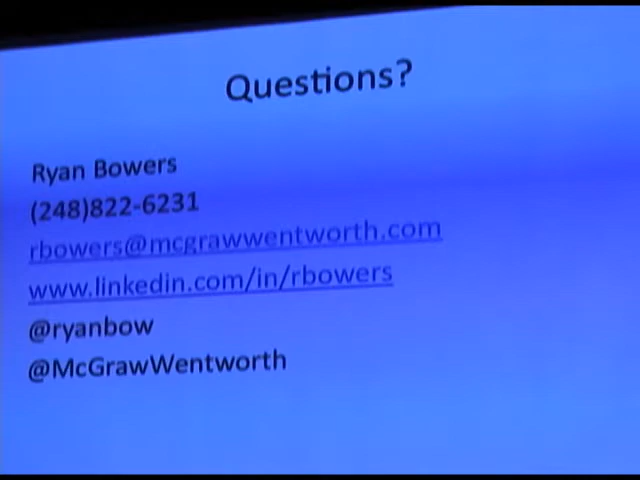 Questions?
Ryan Bowers
(248)822-6231
rbowers@mcgrawwentworth.com
www.linkedin.com/in/rbowers
@ryanbow
@McGrawWentworth